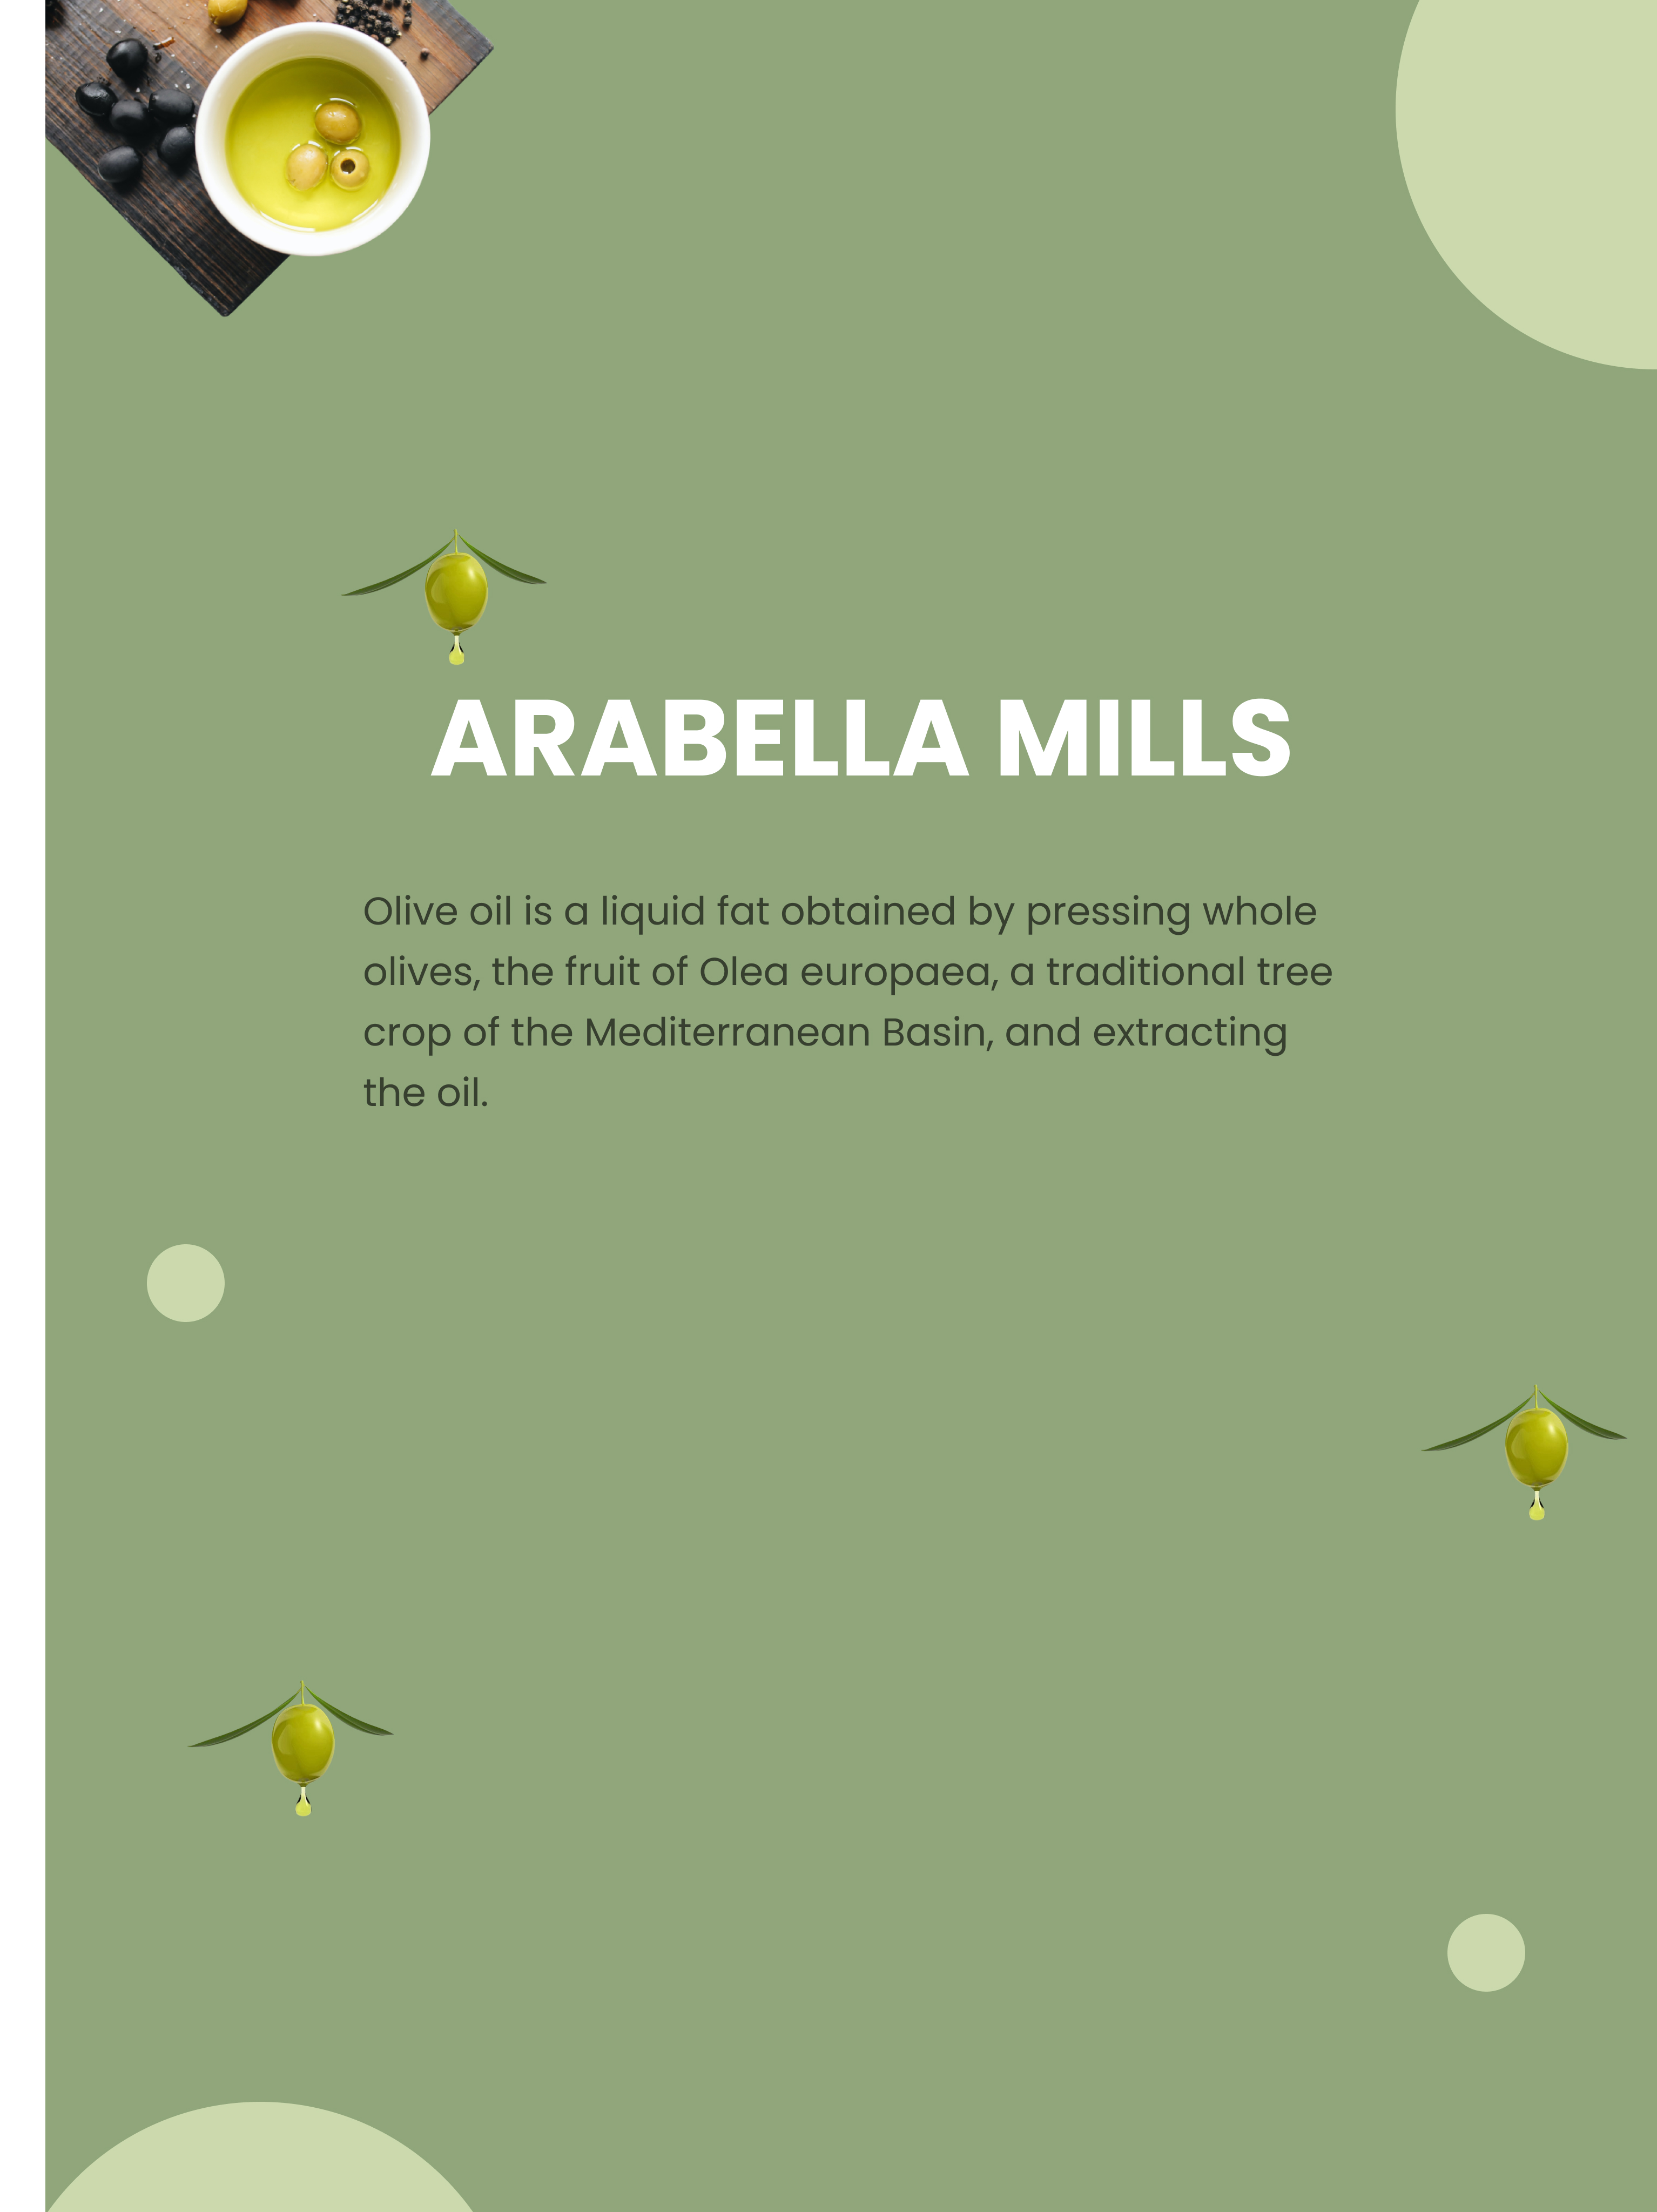 ARABELLA MILLS
Olive oil is a liquid fat obtained by pressing whole
olives, the fruit of Olea europaea, a traditional tree
crop of the Mediterranean Basin, and extracting
the oil.